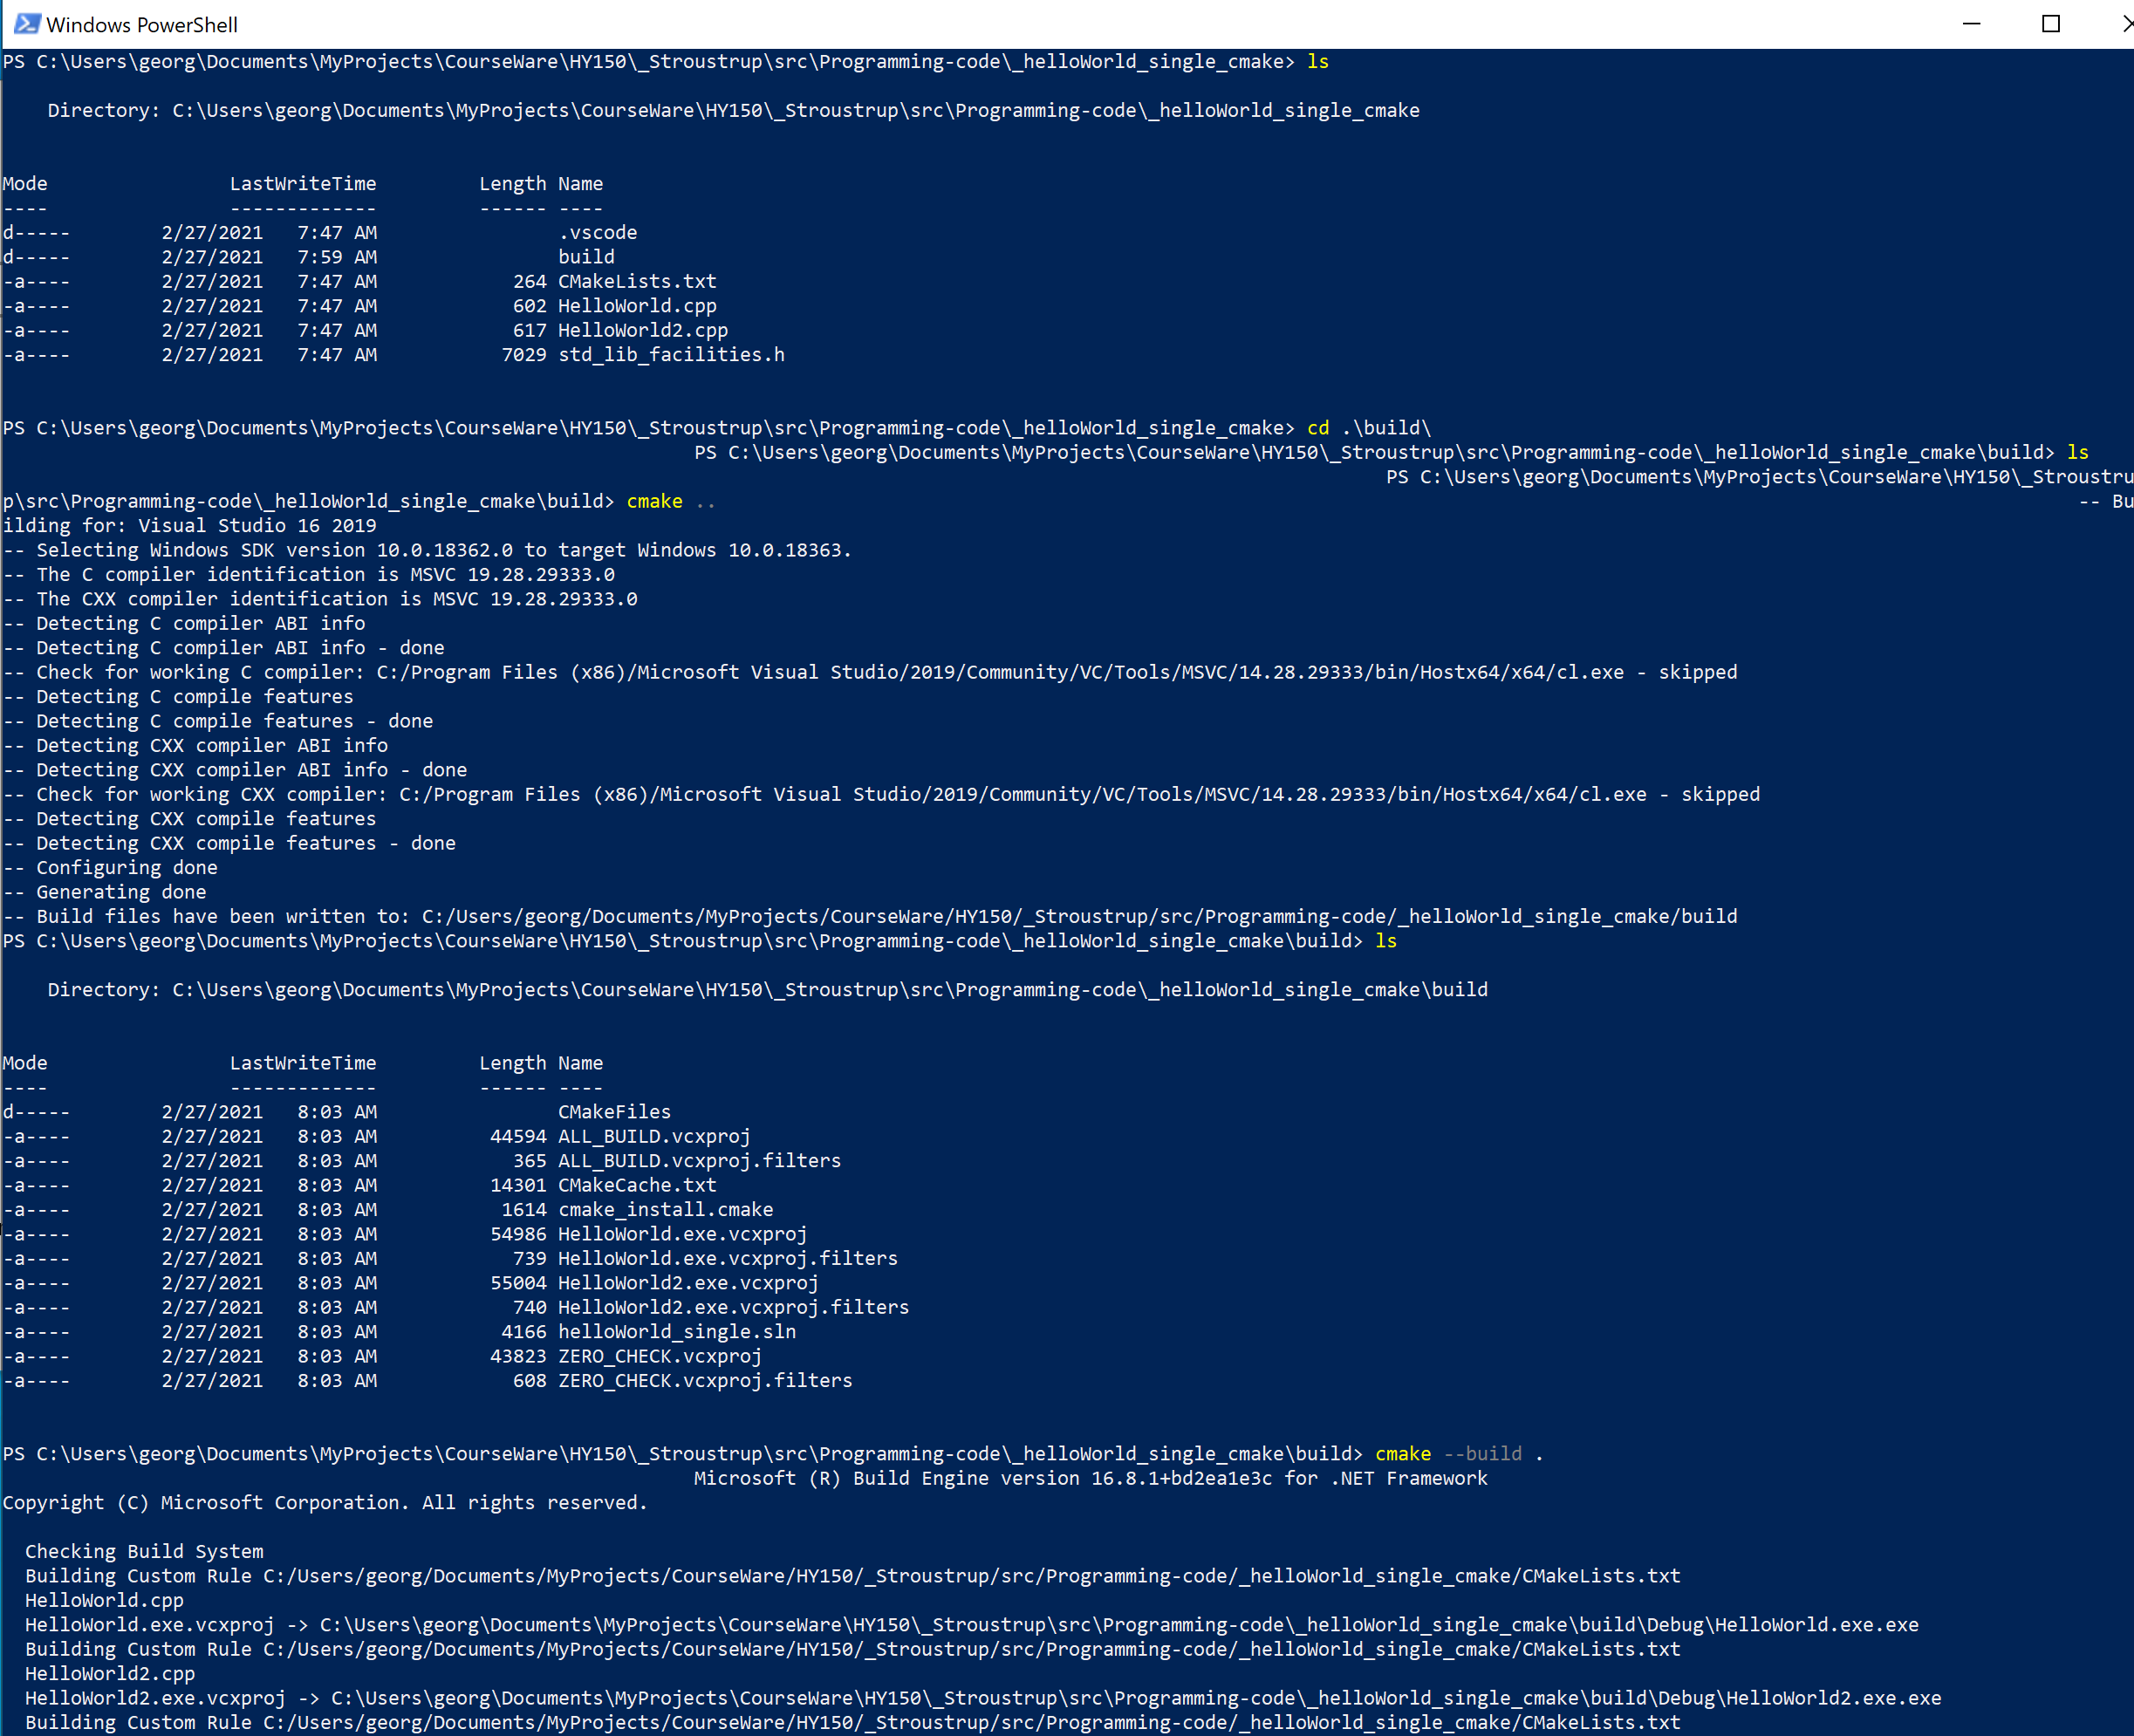 Windows PowerShell
PS C:\Users\georg\Documents\MyProjects\CourseWare\HY150\_Stroustrup\src\Programming-code\_helloWorld_single_cmake> ls
    Directory: C:\Users\georg\Documents\MyProjects\CourseWare\HY150\_Stroustrup\src\Programming-code\_helloWorld_single_cmake
Mode                LastWriteTime         Length Name
----                -------------         ------ ----
d-----        2/27/2021   7:47 AM                .vscode
d-----        2/27/2021   7:59 AM                build
-a----        2/27/2021   7:47 AM            264 CMakeLists.txt
-a----        2/27/2021   7:47 AM            602 HelloWorld.cpp
-a----        2/27/2021   7:47 AM            617 HelloWorld2.cpp
-a----        2/27/2021   7:47 AM           7029 std_lib_facilities.h
PS C:\Users\georg\Documents\MyProjects\CourseWare\HY150\_Stroustrup\src\Programming-code\_helloWorld_single_cmake> cd .\build\
PS C:\Users\georg\Documents\MyProjects\CourseWare\HY150\_Stroustrup\src\Programming-code\_helloWorld_single_cmake\build> ls
PS C:\Users\georg\Documents\MyProjects\CourseWare\HY150\_Stroustru
p\src\Programming-code\_helloWorld_single_cmake\build> cmake ..    -- Bu
ilding for: Visual Studio 16 2019
-- Selecting Windows SDK version 10.0.18362.0 to target Windows 10.0.18363.
-- The C compiler identification is MSVC 19.28.29333.0
-- The CXX compiler identification is MSVC 19.28.29333.0
-- Detecting C compiler ABI info
-- Detecting C compiler ABI info - done
-- Check for working C compiler: C:/Program Files (x86)/Microsoft Visual Studio/2019/Community/VC/Tools/MSVC/14.28.29333/bin/Hostx64/x64/cl.exe - skipped
-- Detecting C compile features
-- Detecting C compile features - done
-- Detecting CXX compiler ABI info
-- Detecting CXX compiler ABI info - done
-- Check for working CXX compiler: C:/Program Files (x86)/Microsoft Visual Studio/2019/Community/VC/Tools/MSVC/14.28.29333/bin/Hostx64/x64/cl.exe - skipped
-- Detecting CXX compile features
-- Detecting CXX compile features - done
-- Configuring done
-- Generating done
-- Build files have been written to: C:/Users/georg/Documents/MyProjects/CourseWare/HY150/_Stroustrup/src/Programming-code/_helloWorld_single_cmake/build
PS C:\Users\georg\Documents\MyProjects\CourseWare\HY150\_Stroustrup\src\Programming-code\_helloWorld_single_cmake\build> ls
    Directory: C:\Users\georg\Documents\MyProjects\CourseWare\HY150\_Stroustrup\src\Programming-code\_helloWorld_single_cmake\build
Mode                LastWriteTime         Length Name
----                -------------         ------ ----
d-----        2/27/2021   8:03 AM                CMakeFiles
-a----        2/27/2021   8:03 AM          44594 ALL_BUILD.vcxproj
-a----        2/27/2021   8:03 AM            365 ALL_BUILD.vcxproj.filters
-a----        2/27/2021   8:03 AM          14301 CMakeCache.txt
-a----        2/27/2021   8:03 AM           1614 cmake_install.cmake
-a----        2/27/2021   8:03 AM          54986 HelloWorld.exe.vcxproj
-a----        2/27/2021   8:03 AM            739 HelloWorld.exe.vcxproj.filters
-a----        2/27/2021   8:03 AM          55004 HelloWorld2.exe.vcxproj
-a----        2/27/2021   8:03 AM            740 HelloWorld2.exe.vcxproj.filters
-a----        2/27/2021   8:03 AM           4166 helloWorld_single.sln
-a----        2/27/2021   8:03 AM          43823 ZERO_CHECK.vcxproj
-a----        2/27/2021   8:03 AM            608 ZERO_CHECK.vcxproj.filters
PS C:\Users\georg\Documents\MyProjects\CourseWare\HY150\_Stroustrup\src\Programming-code\_helloWorld_single_cmake\build> cmake --build .
Microsoft (R) Build Engine version 16.8.1+bd2ea1e3c for .NET Framework
Copyright (C) Microsoft Corporation. All rights reserved.
  Checking Build System
  Building Custom Rule C:/Users/georg/Documents/MyProjects/CourseWare/HY150/_Stroustrup/src/Programming-code/_helloWorld_single_cmake/CMakeLists.txt
  HelloWorld.cpp
  HelloWorld.exe.vcxproj -> C:\Users\georg\Documents\MyProjects\CourseWare\HY150\_Stroustrup\src\Programming-code\_helloWorld_single_cmake\build\Debug\HelloWorld.exe.exe
  Building Custom Rule C:/Users/georg/Documents/MyProjects/CourseWare/HY150/_Stroustrup/src/Programming-code/_helloWorld_single_cmake/CMakeLists.txt
  HelloWorld2.cpp
  HelloWorld2.exe.vcxproj -> C:\Users\georg\Documents\MyProjects\CourseWare\HY150\_Stroustrup\src\Programming-code\_helloWorld_single_cmake\build\Debug\HelloWorld2.exe.exe
  Building Custom Rule C:/Users/georg/Documents/MyProjects/CourseWare/HY150/_Stroustrup/src/Programming-code/_helloWorld_single_cmake/CMakeLists.txt